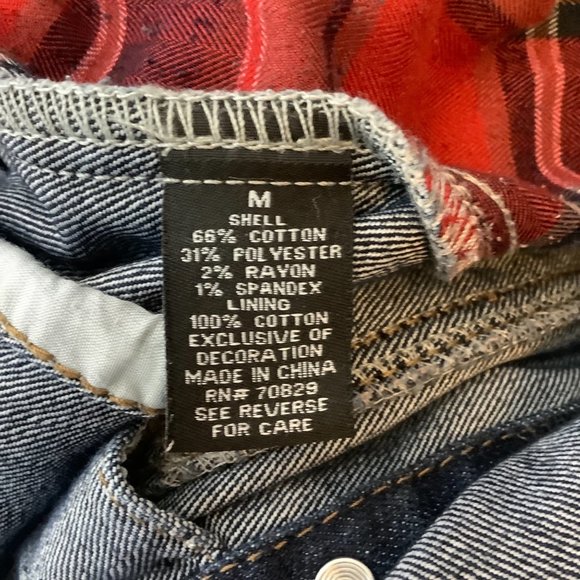 M
SHELL
66% COTTON
31% POLYESTER
2% RAYON
1% SPANDEX
LINING
100% COTTON
EXCLUSIVE OF
DECORATION
MADE IN CHINA
RN# 70829
SEE REVERSE
FOR CARE